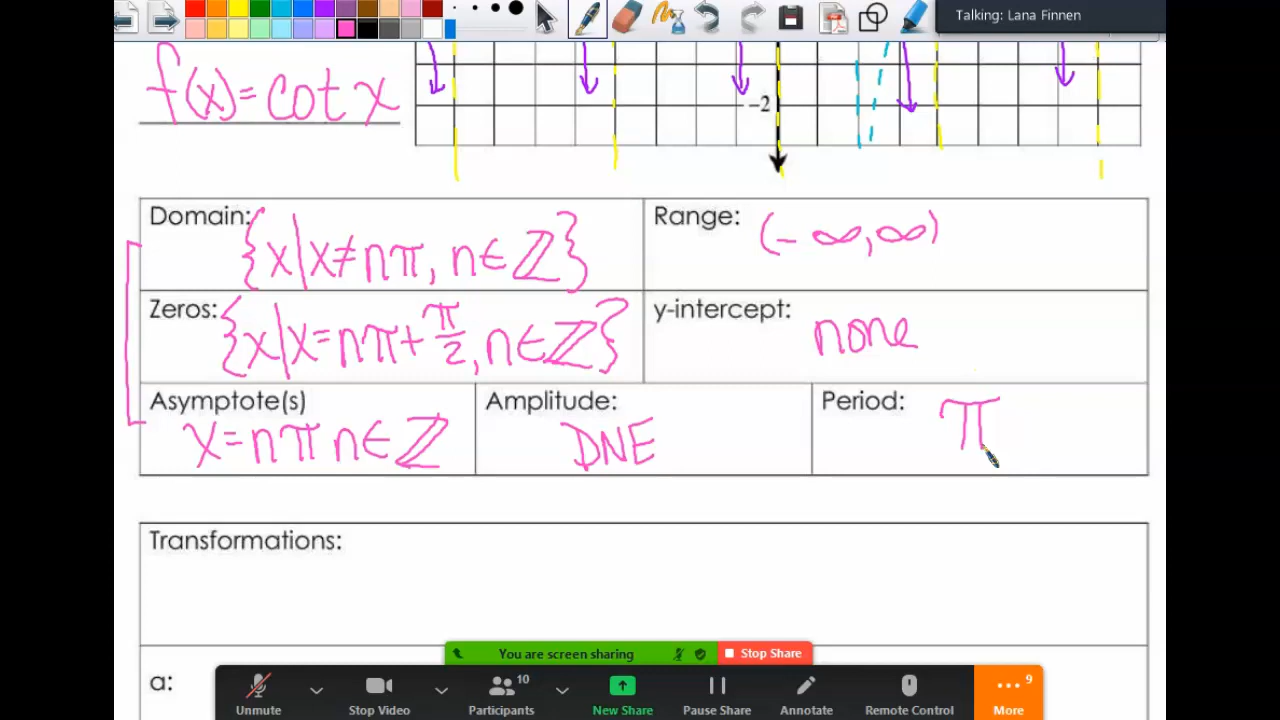 Talking: Lana Finnen
f(x)= cot x
-2
Domain: {x|x≠nπ, n∈ℤ}
Range: (-∞,∞)
Zeros: {x|x=nπ+π/2, n∈ℤ}
y-intercept: none
Asymptote(s)
x=nπ n∈ℤ
Amplitude:
DNE
Period: π
Transformations:
You are screen sharing
Stop Share
a:
10
9
Unmute
Stop Video
Participants
New Share
Pause Share
Annotate
Remote Control
More